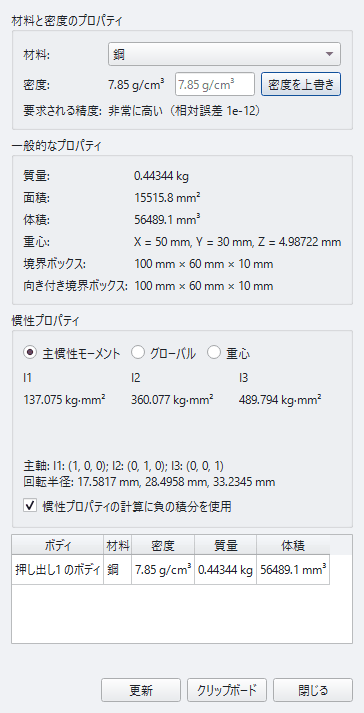 材料と密度のプロパティ
材料: 鋼
密度: 7.85 g/cm³ 7.85 g/cm³ 密度を上書き
要求される精度: 非常に高い（相対誤差 1e-12）
一般的なプロパティ
質量: 0.44344 kg
面積: 15515.8 mm²
体積: 56489.1 mm³
重心: X = 50 mm, Y = 30 mm, Z = 4.98722 mm
境界ボックス: 100 mm × 60 mm × 10 mm
向き付き境界ボックス: 100 mm × 60 mm × 10 mm
慣性プロパティ
主慣性モーメント グローバル 重心
I1 I2 I3
137.075 kg·mm² 360.077 kg·mm² 489.794 kg·mm²
主軸: I1: (1, 0, 0); I2: (0, 1, 0); I3: (0, 0, 1)
回転半径: 17.5817 mm, 28.4958 mm, 33.2345 mm
慣性プロパティの計算に負の積分を使用
ボディ 材料 密度 質量 体積
押し出し1 のボディ 鋼 7.85 g/cm³ 0.44344 kg 56489.1 mm³
更新 クリップボード 閉じる